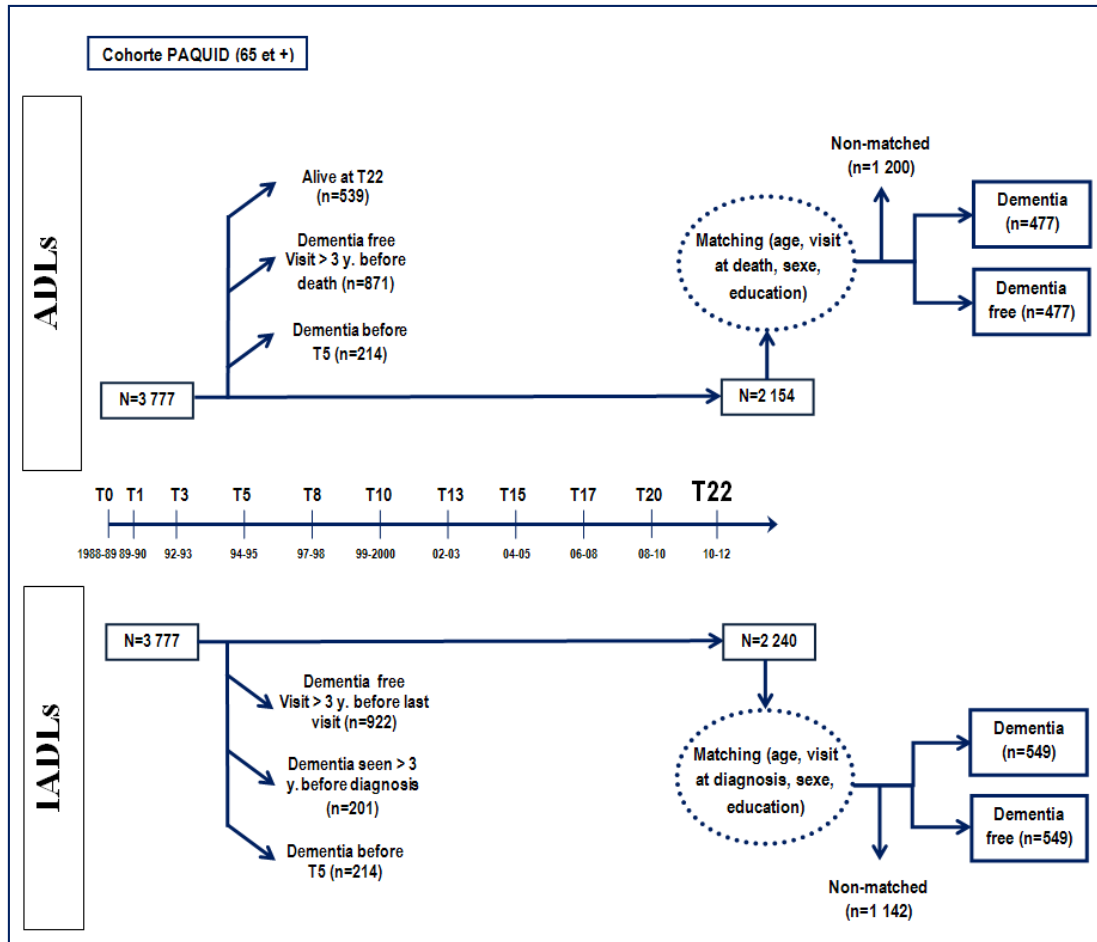 Cohorte PAQUID (65 et +)
ADLs
Alive at T22
(n=539)
Dementia free
Visit > 3 y. before
death (n=871)
Dementia before
T5 (n=214)
N=3 777
N=2 154
Matching (age, visit
at death, sexe,
education)
Non-matched
(n=1 200)
Dementia
(n=477)
Dementia
free (n=477)
T0 T1 T3 T5 T8 T10 T13 T15 T17 T20 T22
1988-89 89-90 92-93 94-95 97-98 99-2000 02-03 04-05 06-08 08-10 10-12
IADLs
N=3 777
N=2 240
Dementia free
Visit > 3 y. before last
visit (n=922)
Dementia seen > 3
y. before diagnosis
(n=201)
Dementia before
T5 (n=214)
Matching (age, visit
at diagnosis, sexe,
education)
Dementia
(n=549)
Dementia
free (n=549)
Non-matched
(n=1 142)